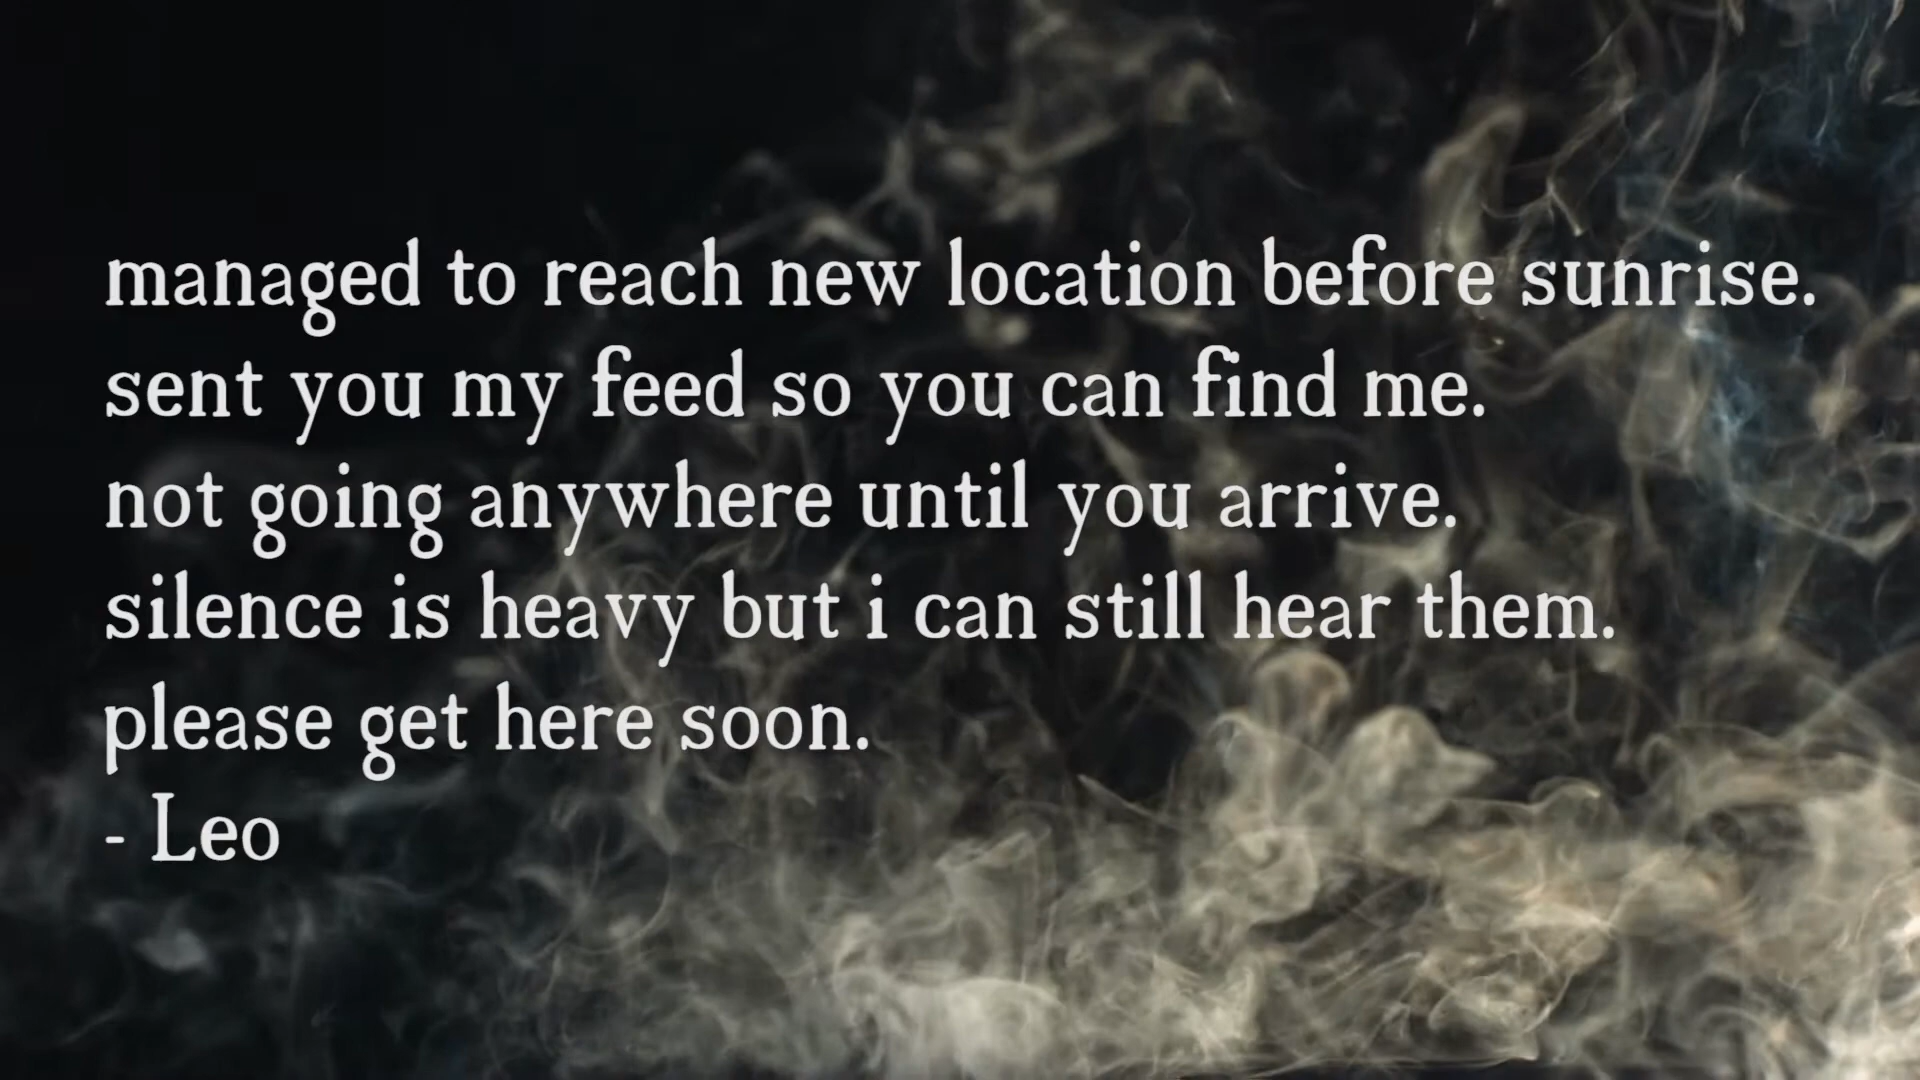 managed to reach new location before sunrise.
sent you my feed so you can find me.
not going anywhere until you arrive.
silence is heavy but i can still hear them.
please get here soon.
- Leo